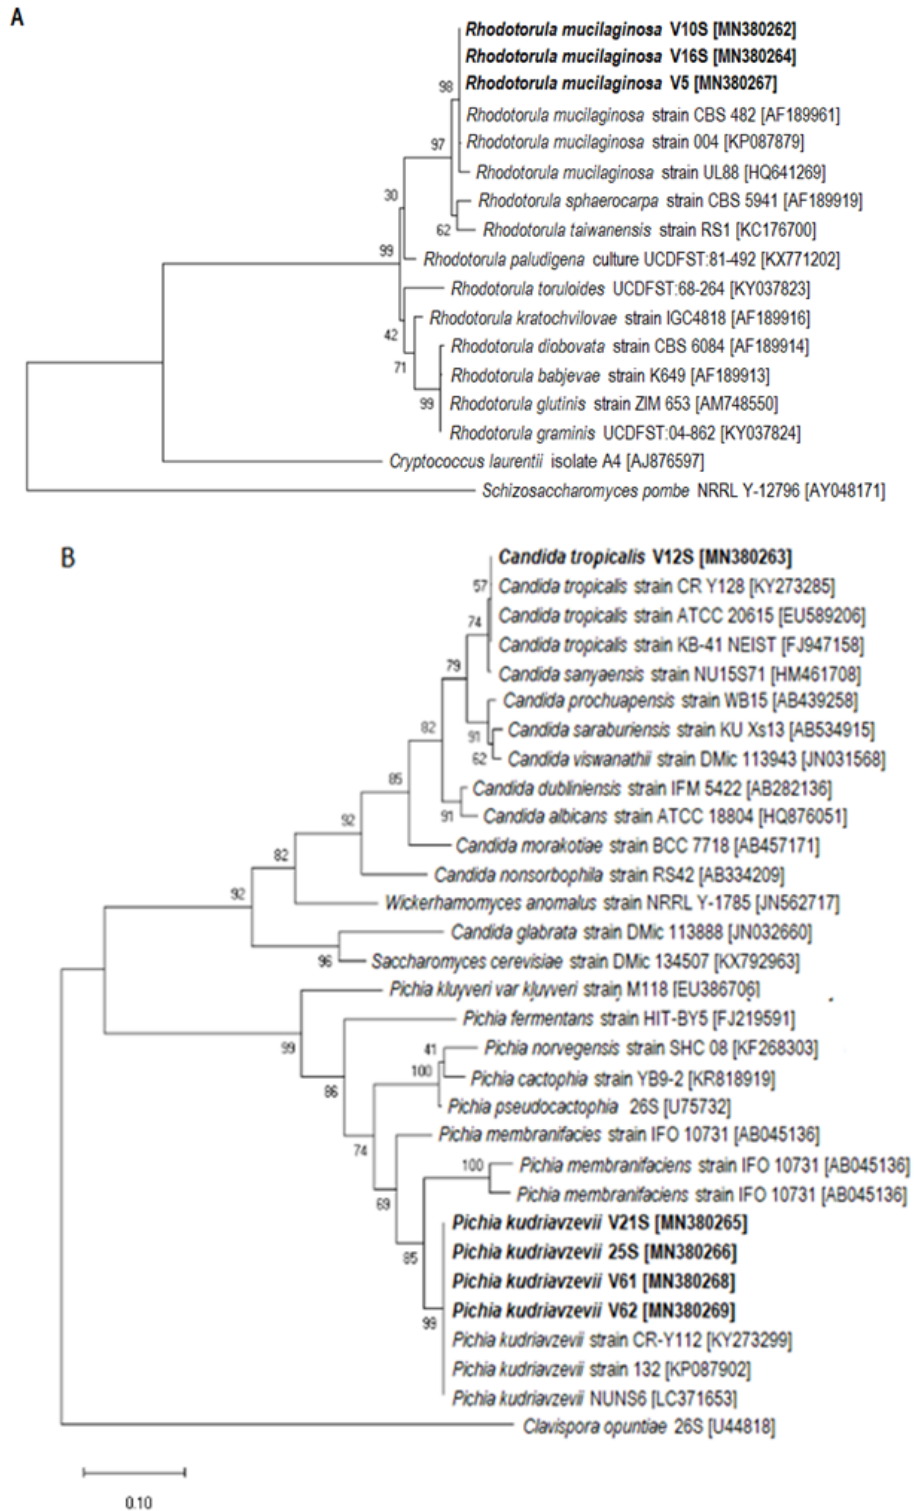 A
Rhodotorula mucilaginosa V10S [MN380262]
Rhodotorula mucilaginosa V16S [MN380264]
Rhodotorula mucilaginosa V5 [MN380267]
98
Rhodotorula mucilaginosa strain CBS 482 [AF189961]
Rhodotorula mucilaginosa strain 004 [KP087879]
97
Rhodotorula mucilaginosa strain UL88 [HQ641269]
30
Rhodotorula sphaerocarpa strain CBS 5941 [AF189919]
62
Rhodotorula taiwanensis strain RS1 [KC176700]
99
Rhodotorula paludigena culture UCDFST:81-492 [KX771202]
Rhodotorula toruloides UCDFST:68-264 [KY037823]
Rhodotorula kratochvilovae strain IGC4818 [AF189916]
42
Rhodotorula diobovata strain CBS 6084 [AF189914]
71
Rhodotorula babjevae strain K649 [AF189913]
99
Rhodotorula glutinis strain ZIM 653 [AM748550]
Rhodotorula graminis UCDFST:04-862 [KY037824]
Cryptococcus laurentii isolate A4 [AJ876597]
Schizosaccharomyces pombe NRRL Y-12796 [AY048171]
B
Candida tropicalis V12S [MN380263]
57
Candida tropicalis strain CR Y128 [KY273285]
Candida tropicalis strain ATCC 20615 [EU589206]
74
Candida tropicalis strain KB-41 NEIST [FJ947158]
79
Candida sanyaensis strain NU15S71 [HM461708]
Candida prochuapensis strain WB15 [AB439258]
82
91
Candida saraburiensis strain KU Xs13 [AB534915]
62
Candida viswanathii strain DMic 113943 [JN031568]
85
Candida dubliniensis strain IFM 5422 [AB282136]
91
Candida albicans strain ATCC 18804 [HQ876051]
92
Candida morakotiae strain BCC 7718 [AB457171]
82
Candida nonsorbophila strain RS42 [AB334209]
92
Wickerhamomyces anomalus strain NRRL Y-1785 [JN562717]
Candida glabrata strain DMic 113888 [JN032660]
96
Saccharomyces cerevisiae strain DMic 134507 [KX792963]
Pichia kluyveri var kluyveri strain M118 [EU386706]
Pichia fermentans strain HIT-BY5 [FJ219591]
99
41
Pichia norvegensis strain SHC 08 [KF268303]
100
Pichia cactophia strain YB9-2 [KR818919]
86
Pichia pseudocactophia 26S [U75732]
Pichia membranifacies strain IFO 10731 [AB045136]
74
100
Pichia membranifaciens strain IFO 10731 [AB045136]
Pichia membranifaciens strain IFO 10731 [AB045136]
69
Pichia kudriavzevii V21S [MN380265]
85
Pichia kudriavzevii 25S [MN380266]
Pichia kudriavzevii V61 [MN380268]
Pichia kudriavzevii V62 [MN380269]
99
Pichia kudriavzevii strain CR-Y112 [KY273299]
Pichia kudriavzevii strain 132 [KP087902]
Pichia kudriavzevii NUNS6 [LC371653]
Clavispora opuntiae 26S [U44818]
0.10